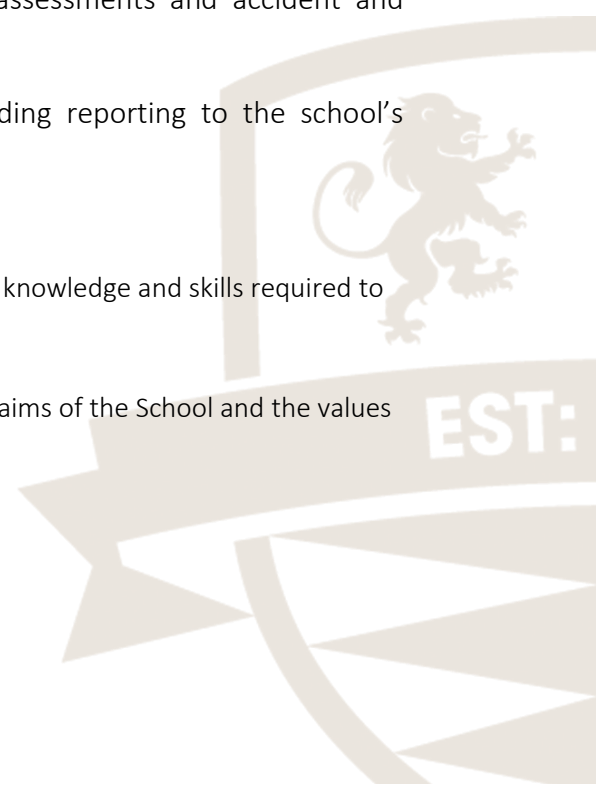 assessments and accident and
ding reporting to the school’s
knowledge and skills required to
aims of the School and the values
EST: